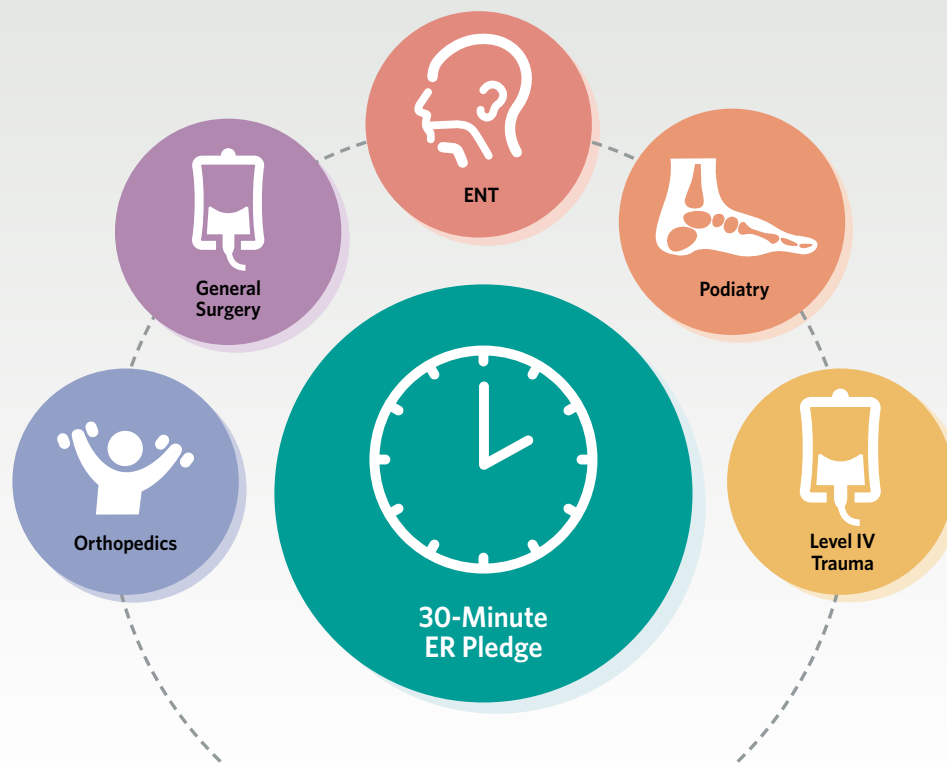 ENT
General
Surgery
Podiatry
Orthopedics
Level IV
Trauma
30-Minute
ER Pledge